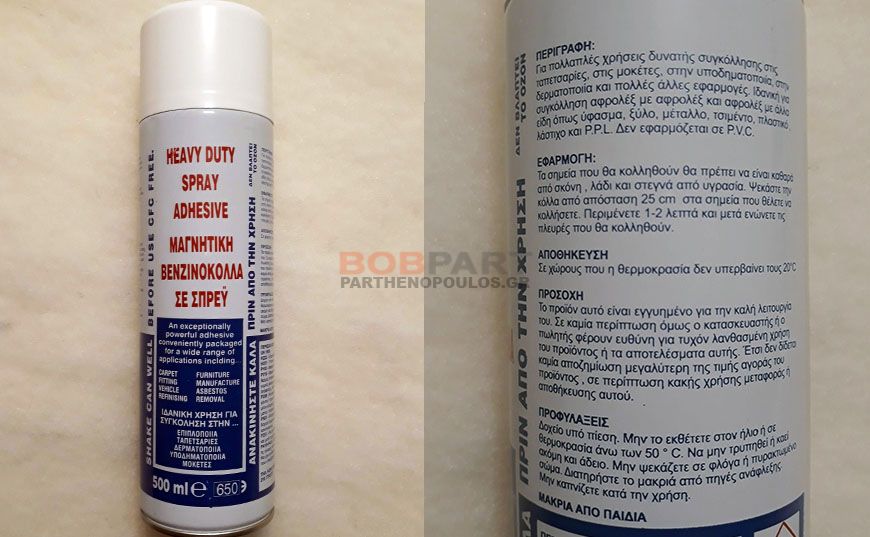 HEAVY DUTY
SPRAY
ADHESIVE
ΜΑΓΝΗΤΙΚΗ
ΒΕΝΖΙΝΟΚΟΛΛΑ
ΣΕ ΣΠΡΕΫ
An exceptionally
powerful adhesive
conveniently packaged
for a wide range of
applications inclding...
CARPET FURNITURE
FITTING MANUFACTURE
VEHICLE ASBESTOS
REFINISING REMOVAL
ΙΔΑΝΙΚΗ ΧΡΗΣΗ ΓΙΑ
ΣΥΓΚΟΛΗΣΗ ΣΤΗΝ ...
ΕΠΙΠΛΟΠΟΙΙΑ
ΤΑΠΕΤΣΑΡΙΕΣ
ΔΕΡΜΑΤΟΠΟΙΙΑ
ΥΠΟΔΗΜΑΤΟΠΟΙΙΑ
ΜΟΚΕΤΕΣ
500 ml e 650
SHAKE CAN WELL BEFORE USE CFC FREE.
ΑΝΑΚΙΝΗΣΤΕ ΚΑΛΑ ΠΡΙΝ ΑΠΟ ΤΗΝ ΧΡΗΣΗ
ΔΕΝ ΒΛΑΠΤΕΙ
ΤΟ ΟΖΟΝ
BOBPART
PARTHENOPOULOS.GR
ΔΕΝ ΒΛΑΠΤΕΙ
ΤΟ ΟΖΟΝ
ΠΡΙΝ ΑΠΟ ΤΗΝ ΧΡΗΣΗ
ΠΕΡΙΓΡΑΦΗ:
Για πολλαπλές χρήσεις δυνατής συγκόλλησης στις
ταπετσαρίες, στις μοκέτες, στην υποδηματοποιία, στην
δερματοποιία και πολλές άλλες εφαρμογές. Ιδανική για
συγκόλληση αφρολέξ με αφρολέξ και αφρολέξ με άλλα
είδη όπως ύφασμα, ξύλο, μέταλλο, τσιμέντο, πλαστικό,
λάστιχο και P.P.L. Δεν εφαρμόζεται σε P.V.C.
ΕΦΑΡΜΟΓΗ:
Τα σημεία που θα κολληθούν θα πρέπει να είναι καθαρά
από σκόνη , λάδι και στεγνά από υγρασία. Ψεκάστε την
κόλλα από απόσταση 25 cm στα σημεία που θέλετε να
κολλήσετε. Περιμένετε 1-2 λεπτά και μετά ενώνετε τις
πλευρές που θα κολληθούν.
ΑΠΟΘΗΚΕΥΣΗ
Σε χώρους που η θερμοκρασία δεν υπερβαίνει τους 20°C
ΠΡΟΣΟΧΗ
Το προϊόν αυτό είναι εγγυημένο για την καλή λειτουργία
του. Σε καμία περίπτωση όμως ο κατασκευαστής ή ο
πωλητής φέρουν ευθύνη για τυχόν λανθασμένη χρήση
του προϊόντος ή τα αποτελέσματα αυτής. Έτσι δεν δίδεται
καμία αποζημίωση μεγαλύτερη της τιμής αγοράς του
προϊόντος , σε περίπτωση κακής χρήσης μεταφοράς ή
αποθήκευσης αυτού.
ΠΡΟΦΥΛΑΞΕΙΣ
Δοχείο υπό πίεση. Μην το εκθέτετε στον ήλιο ή σε
θερμοκρασία άνω των 50 ° C. Να μην τρυπηθεί ή καεί
ακόμη και άδειο. Μην ψεκάζετε σε φλόγα ή πυρακτωμένο
σώμα. Διατηρήστε το μακριά από πηγές ανάφλεξης.
Μην καπνίζετε κατά την χρήση.
ΜΑΚΡΙΑ ΑΠΟ ΠΑΙΔΙΑ